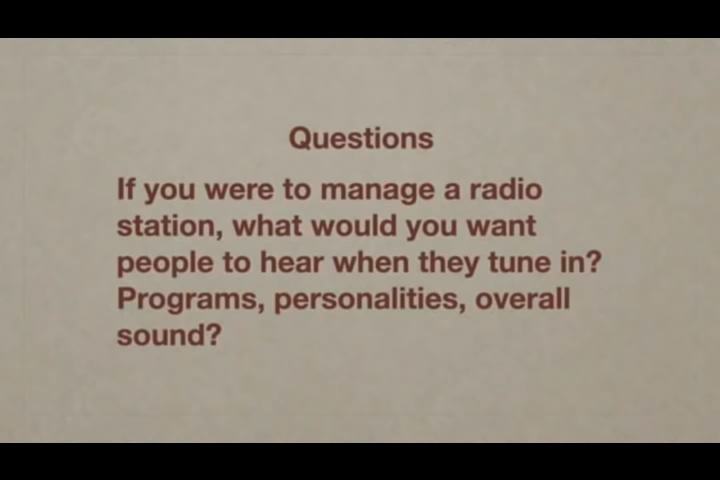 Questions
If you were to manage a radio
station, what would you want
people to hear when they tune in?
Programs, personalities, overall
sound?